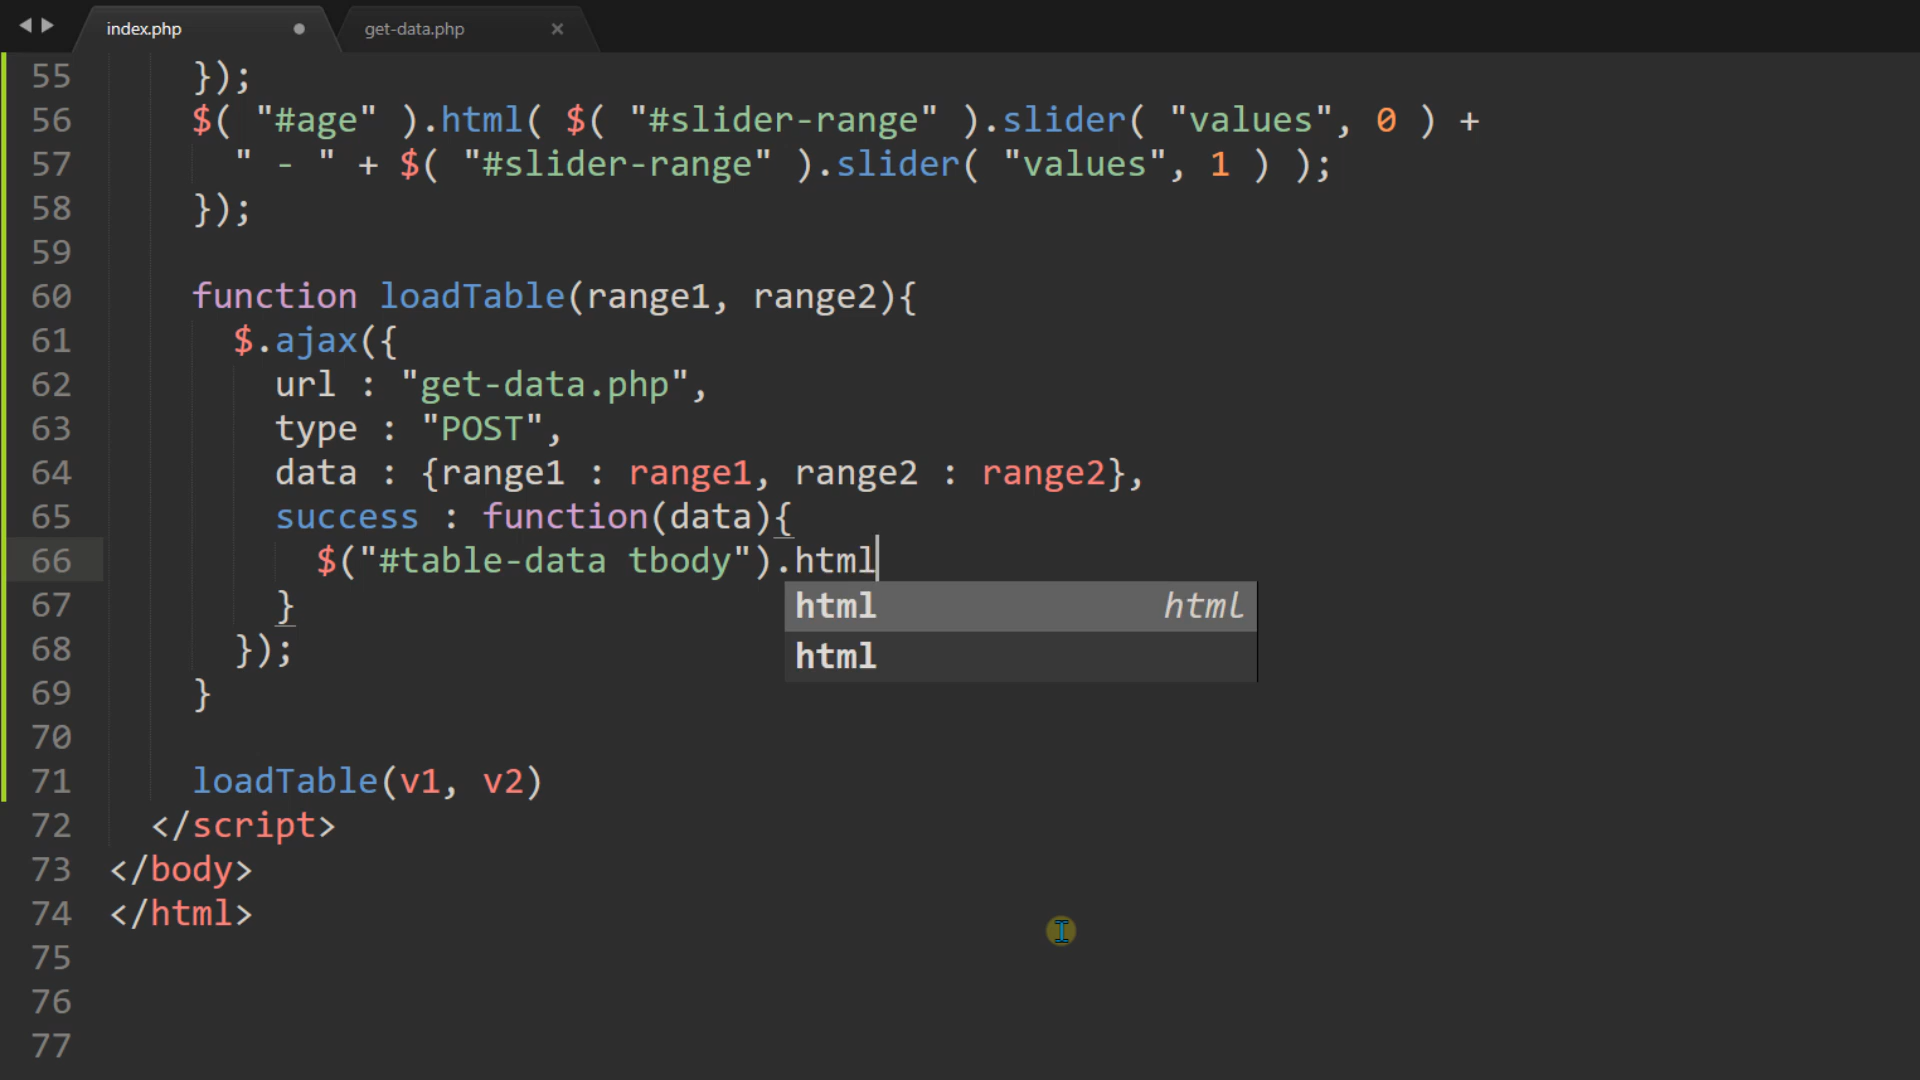 index.php
get-data.php
55 });
56 $( "#age" ).html( $( "#slider-range" ).slider( "values", 0 ) +
57 " - " + $( "#slider-range" ).slider( "values", 1 ) );
58 });
59
60 function loadTable(range1, range2){
61 $.ajax({
62 url : "get-data.php",
63 type : "POST",
64 data : {range1 : range1, range2 : range2},
65 success : function(data){
66 $("#table-data tbody").html
html html
67 }
html
68 });
69 }
70
71 loadTable(v1, v2)
72 </script>
73 </body>
74 </html>
75
76
77